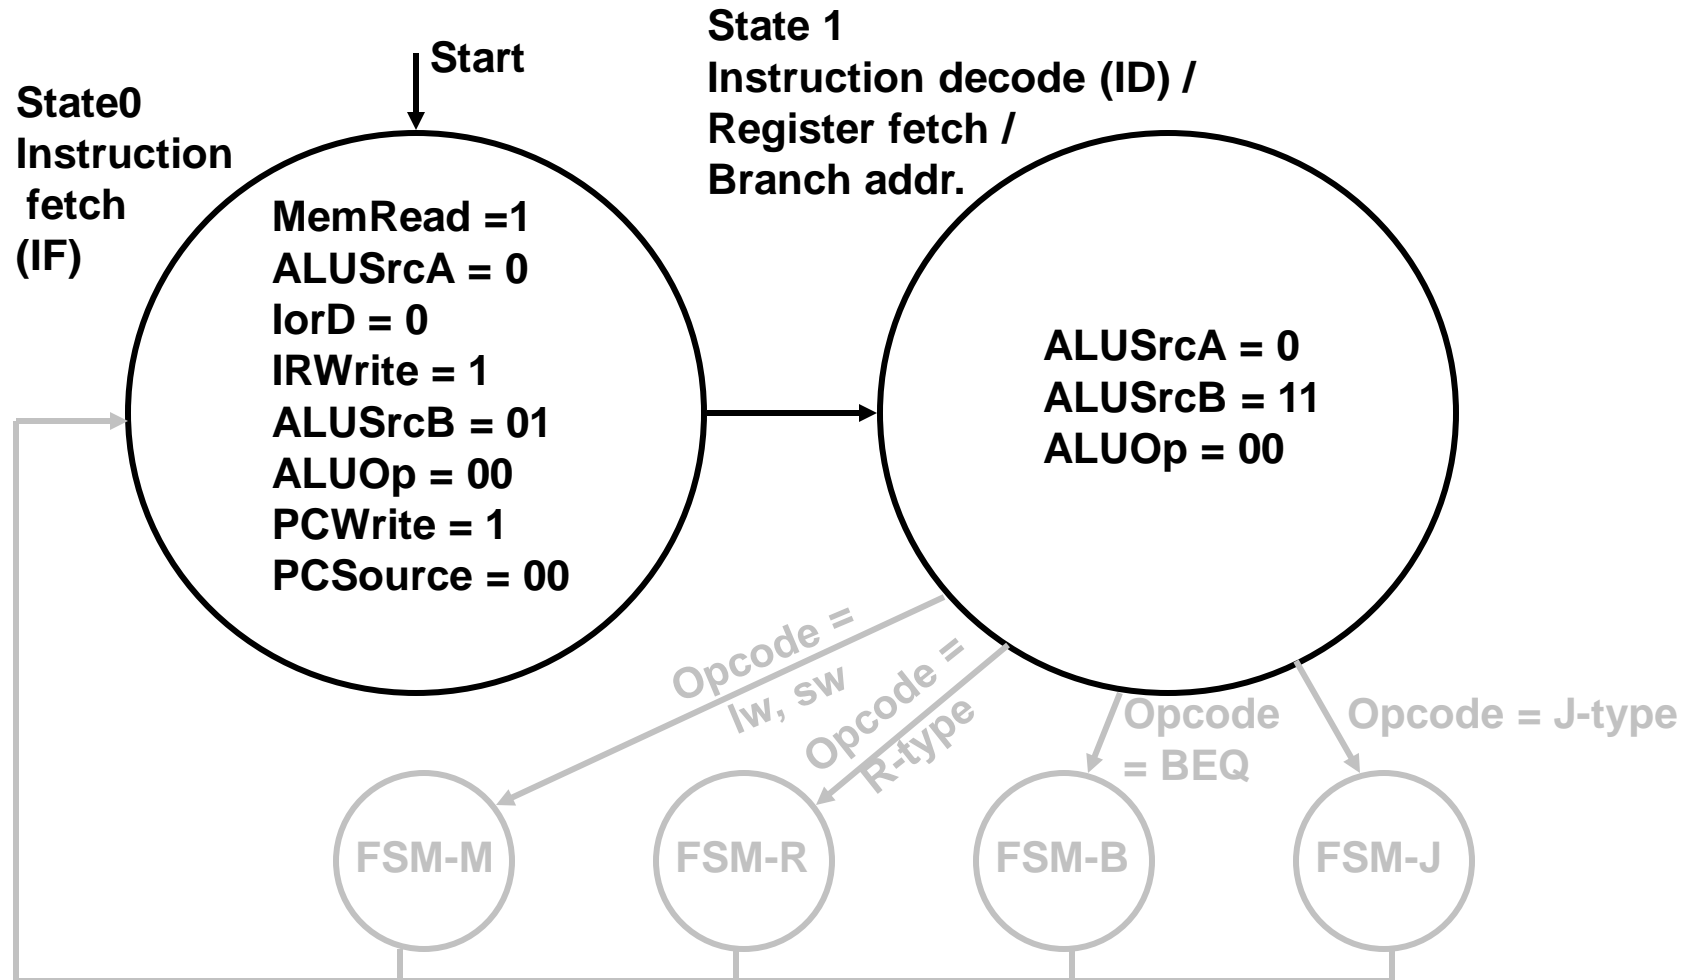 Start
State0
Instruction
fetch
(IF)
MemRead =1
ALUSrcA = 0
IorD = 0
IRWrite = 1
ALUSrcB = 01
ALUOp = 00
PCWrite = 1
PCSource = 00
State 1
Instruction decode (ID) /
Register fetch /
Branch addr.
ALUSrcA = 0
ALUSrcB = 11
ALUOp = 00
Opcode =
lw, sw
Opcode =
R-type
Opcode
= BEQ
Opcode = J-type
FSM-M
FSM-R
FSM-B
FSM-J